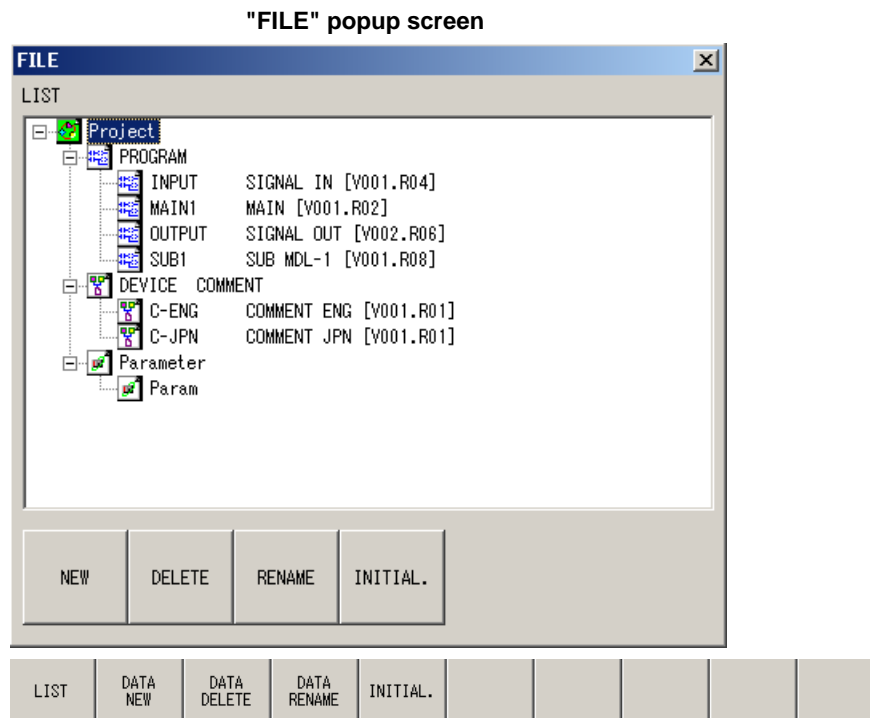 "FILE" popup screen
FILE
LIST
Project
PROGRAM
INPUT SIGNAL IN [V001.R04]
MAIN1 MAIN [V001.R02]
OUTPUT SIGNAL OUT [V002.R06]
SUB1 SUB MDL-1 [V001.R08]
DEVICE COMMENT
C-ENG COMMENT ENG [V001.R01]
C-JPN COMMENT JPN [V001.R01]
Parameter
Param
NEW DELETE RENAME INITIAL.
LIST DATA NEW DATA DELETE DATA RENAME INITIAL.